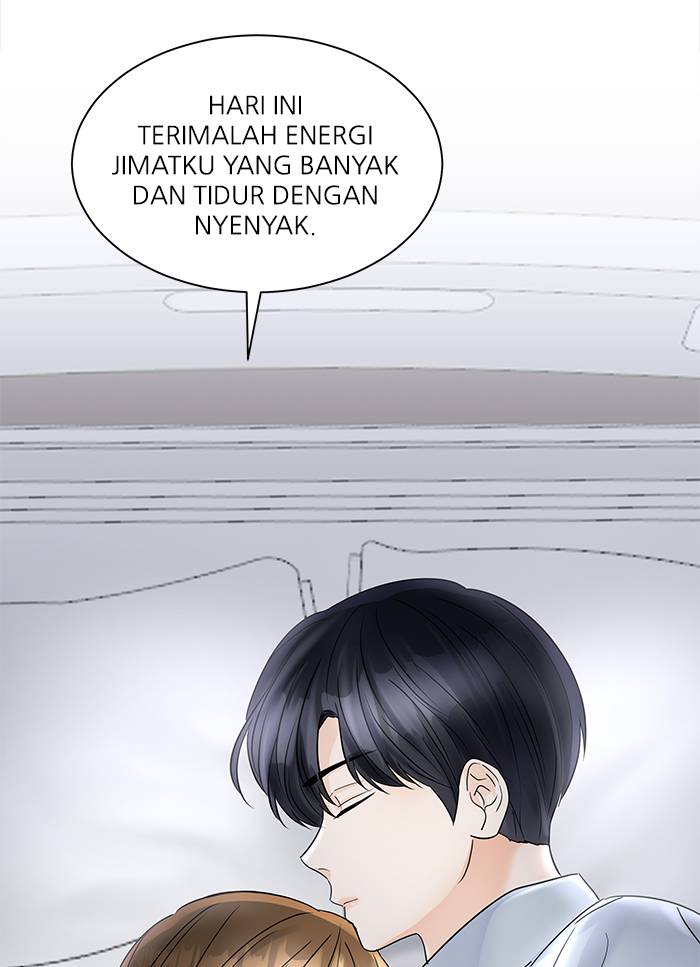 HARI INI
TERIMALAH ENERGI
JIMATKU YANG BANYAK
DAN TIDUR DENGAN
NYENYAK.